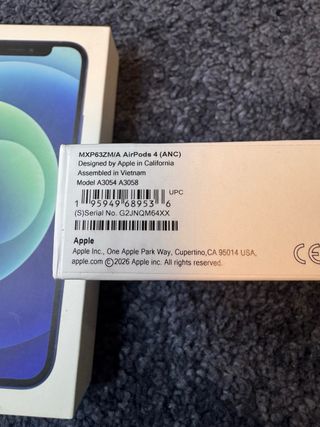 MXP63ZM/A AirPods 4 (ANC)
Designed by Apple in California
Assembled in Vietnam
Model A3054 A3058
UPC
1 95949 68953 6
(S)Serial No. G2JNQM64XX
Apple
Apple Inc., One Apple Park Way, Cupertino,CA 95014 USA,
apple.com ©2026 Apple inc. All rights reserved.
CE